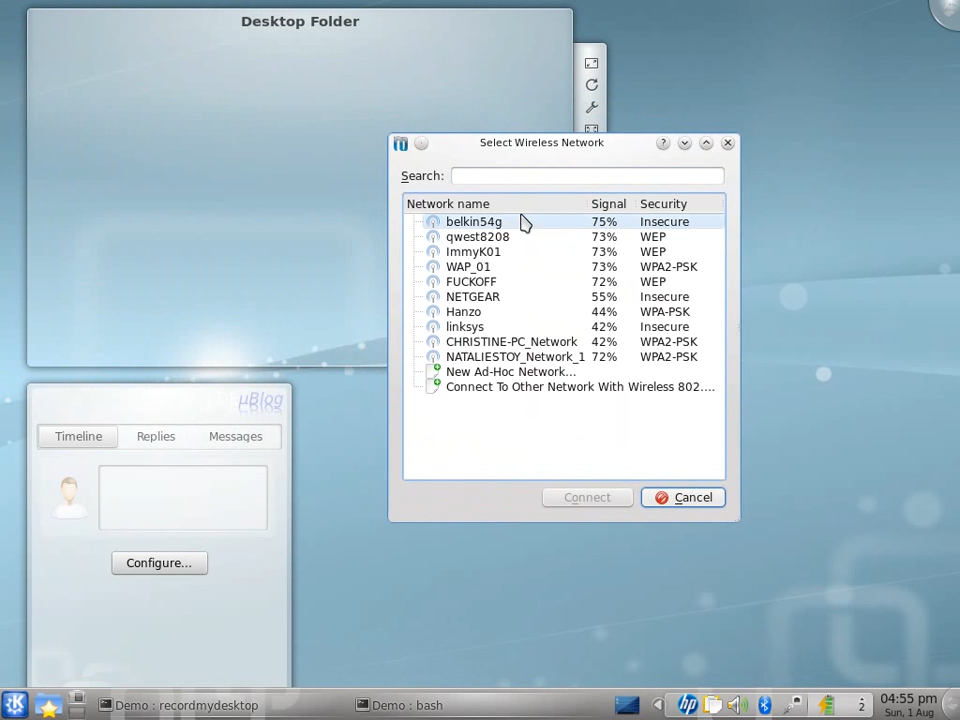 Desktop Folder
Select Wireless Network
Search:
Network name Signal Security
belkin54g 75% Insecure
qwest8208 73% WEP
ImmyK01 73% WEP
WAP_01 73% WPA2-PSK
FUCKOFF 72% WEP
NETGEAR 55% Insecure
Hanzo 44% WPA-PSK
linksys 42% Insecure
CHRISTINE-PC_Network 42% WPA2-PSK
NATALIESTOY_Network_1 72% WPA2-PSK
New Ad-Hoc Network...
Connect To Other Network With Wireless 802....
Connect Cancel
µBlog
Timeline Replies Messages
Configure...
Demo : recordmydesktop
Demo : bash
hp
2
04:55 pm
Sun, 1 Aug